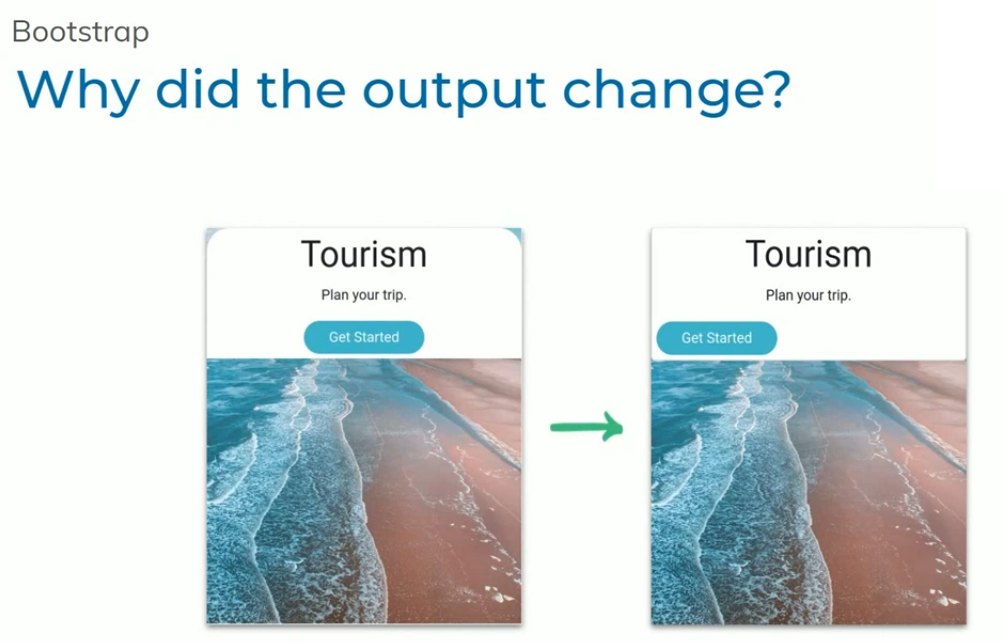 Bootstrap
Why did the output change?
Tourism
Plan your trip.
Get Started
Tourism
Plan your trip.
Get Started